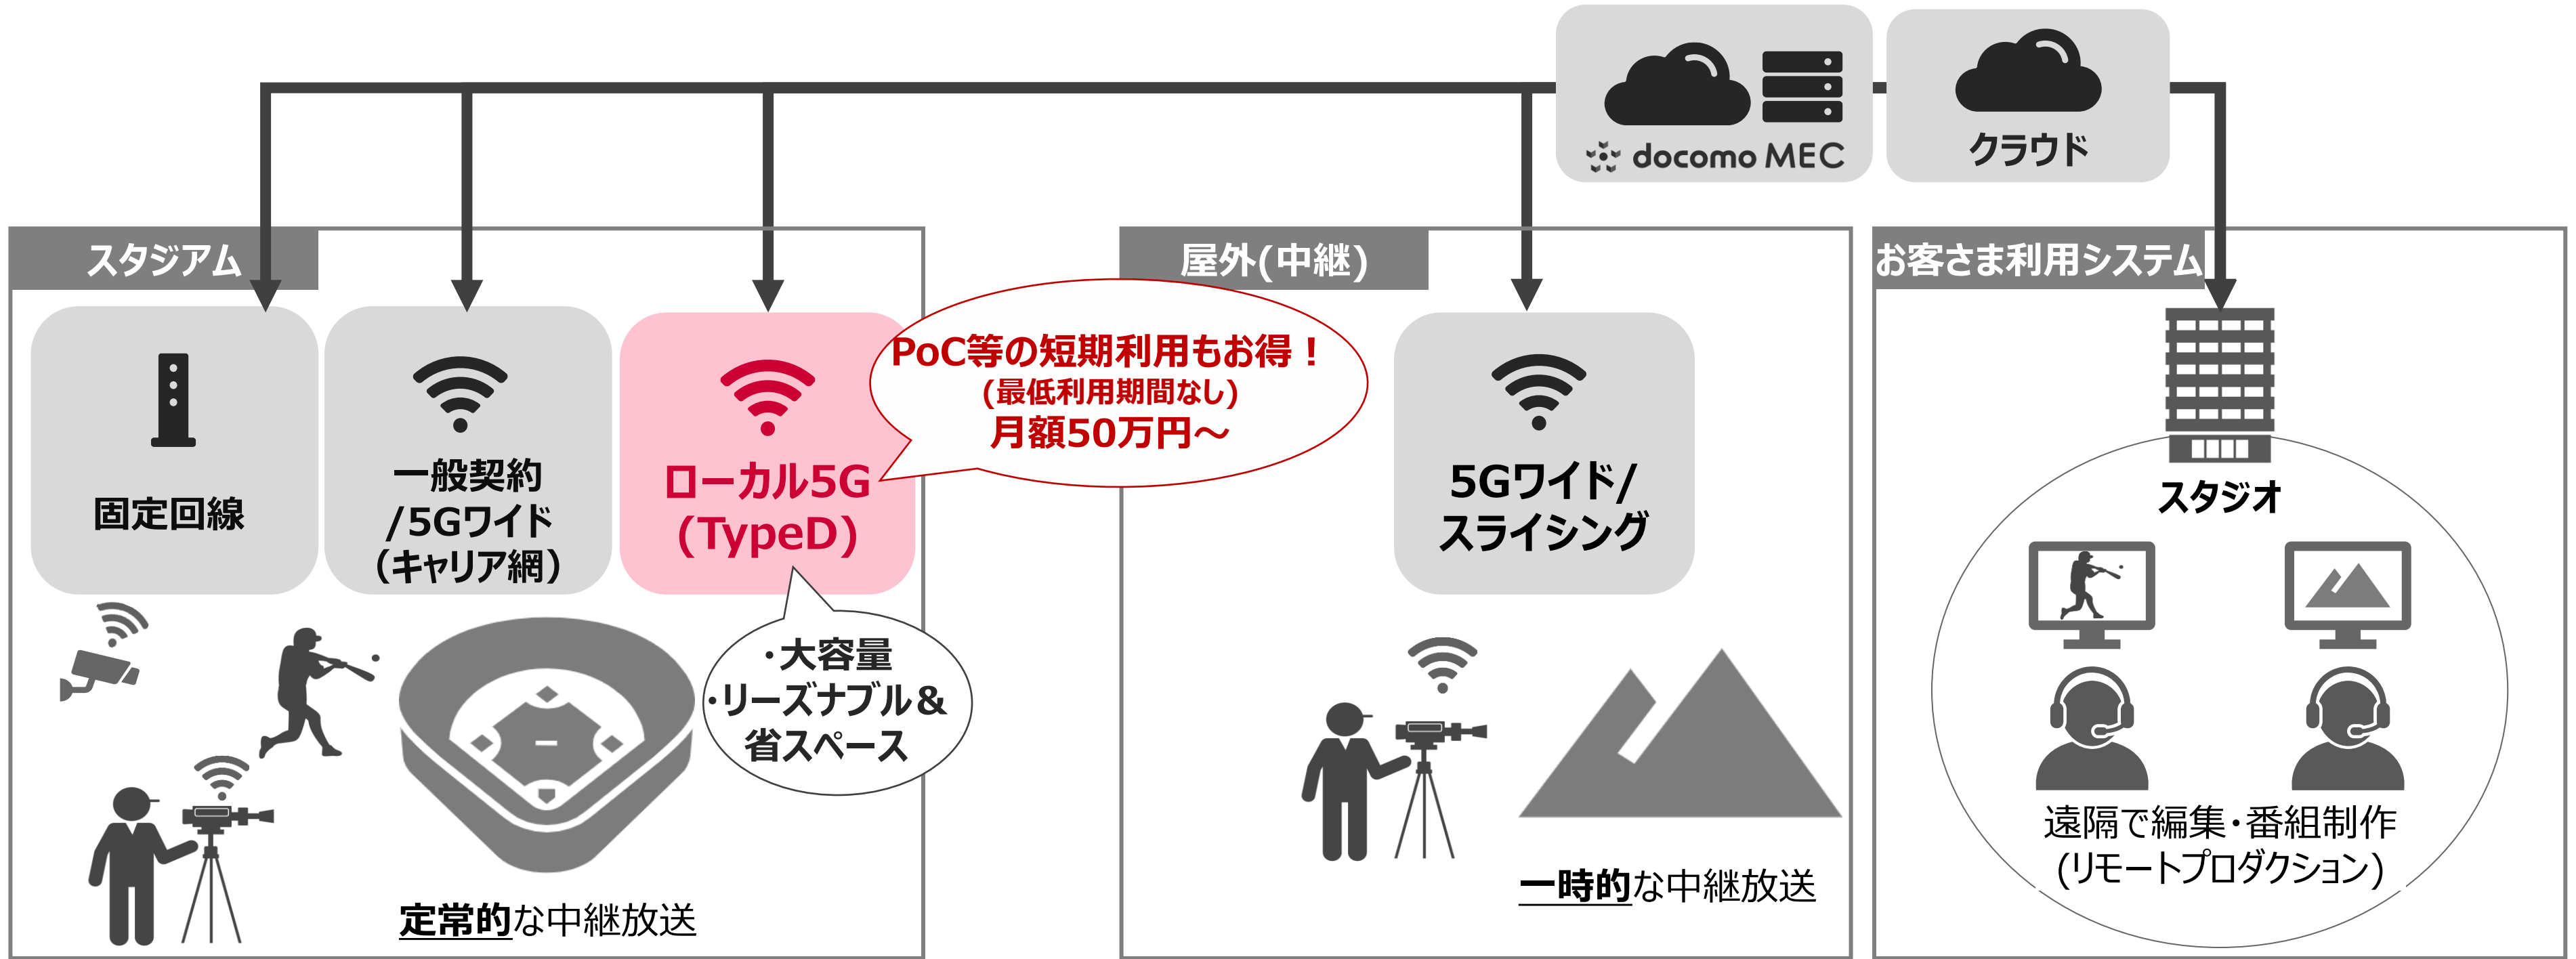 docomo MEC
クラウド
スタジアム
固定回線
一般契約
/5Gワイド
(キャリア網)
ローカル5G
(TypeD)
PoC等の短期利用もお得！
(最低利用期間なし)
月額50万円～
・大容量
・リーズナブル＆
省スペース
定常的な中継放送
屋外(中継)
5Gワイド/
スライシング
一時的な中継放送
お客さま利用システム
スタジオ
遠隔で編集・番組制作
(リモートプロダクション)